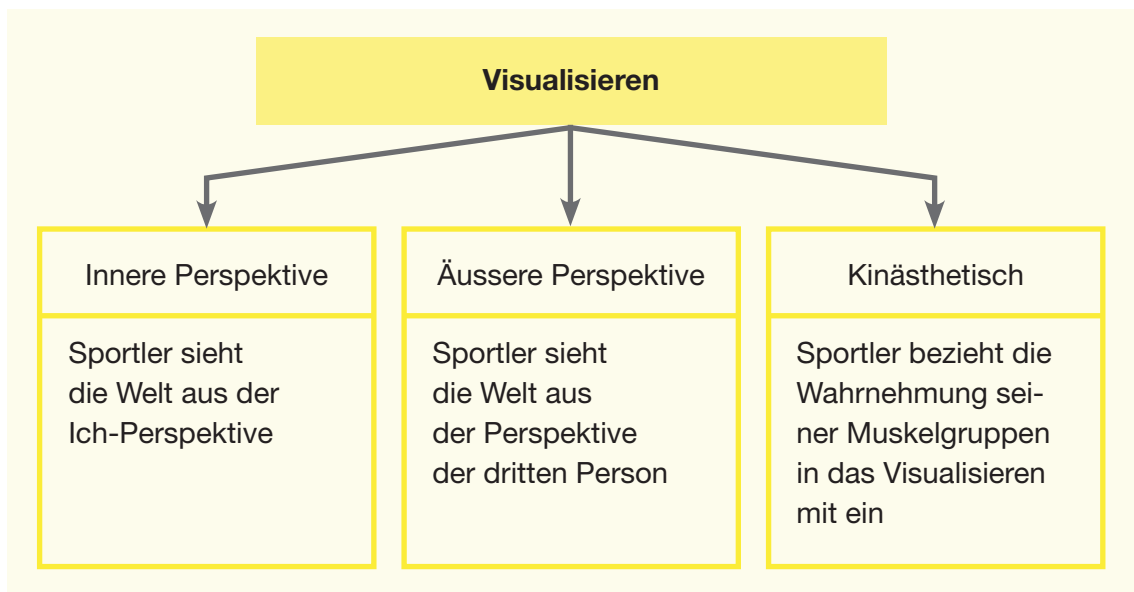 Visualisieren
Innere Perspektive
Sportler sieht
die Welt aus der
Ich-Perspektive
Äussere Perspektive
Sportler sieht
die Welt aus
der Perspektive
der dritten Person
Kinästhetisch
Sportler bezieht die
Wahrnehmung sei-
ner Muskelgruppen
in das Visualisieren
mit ein